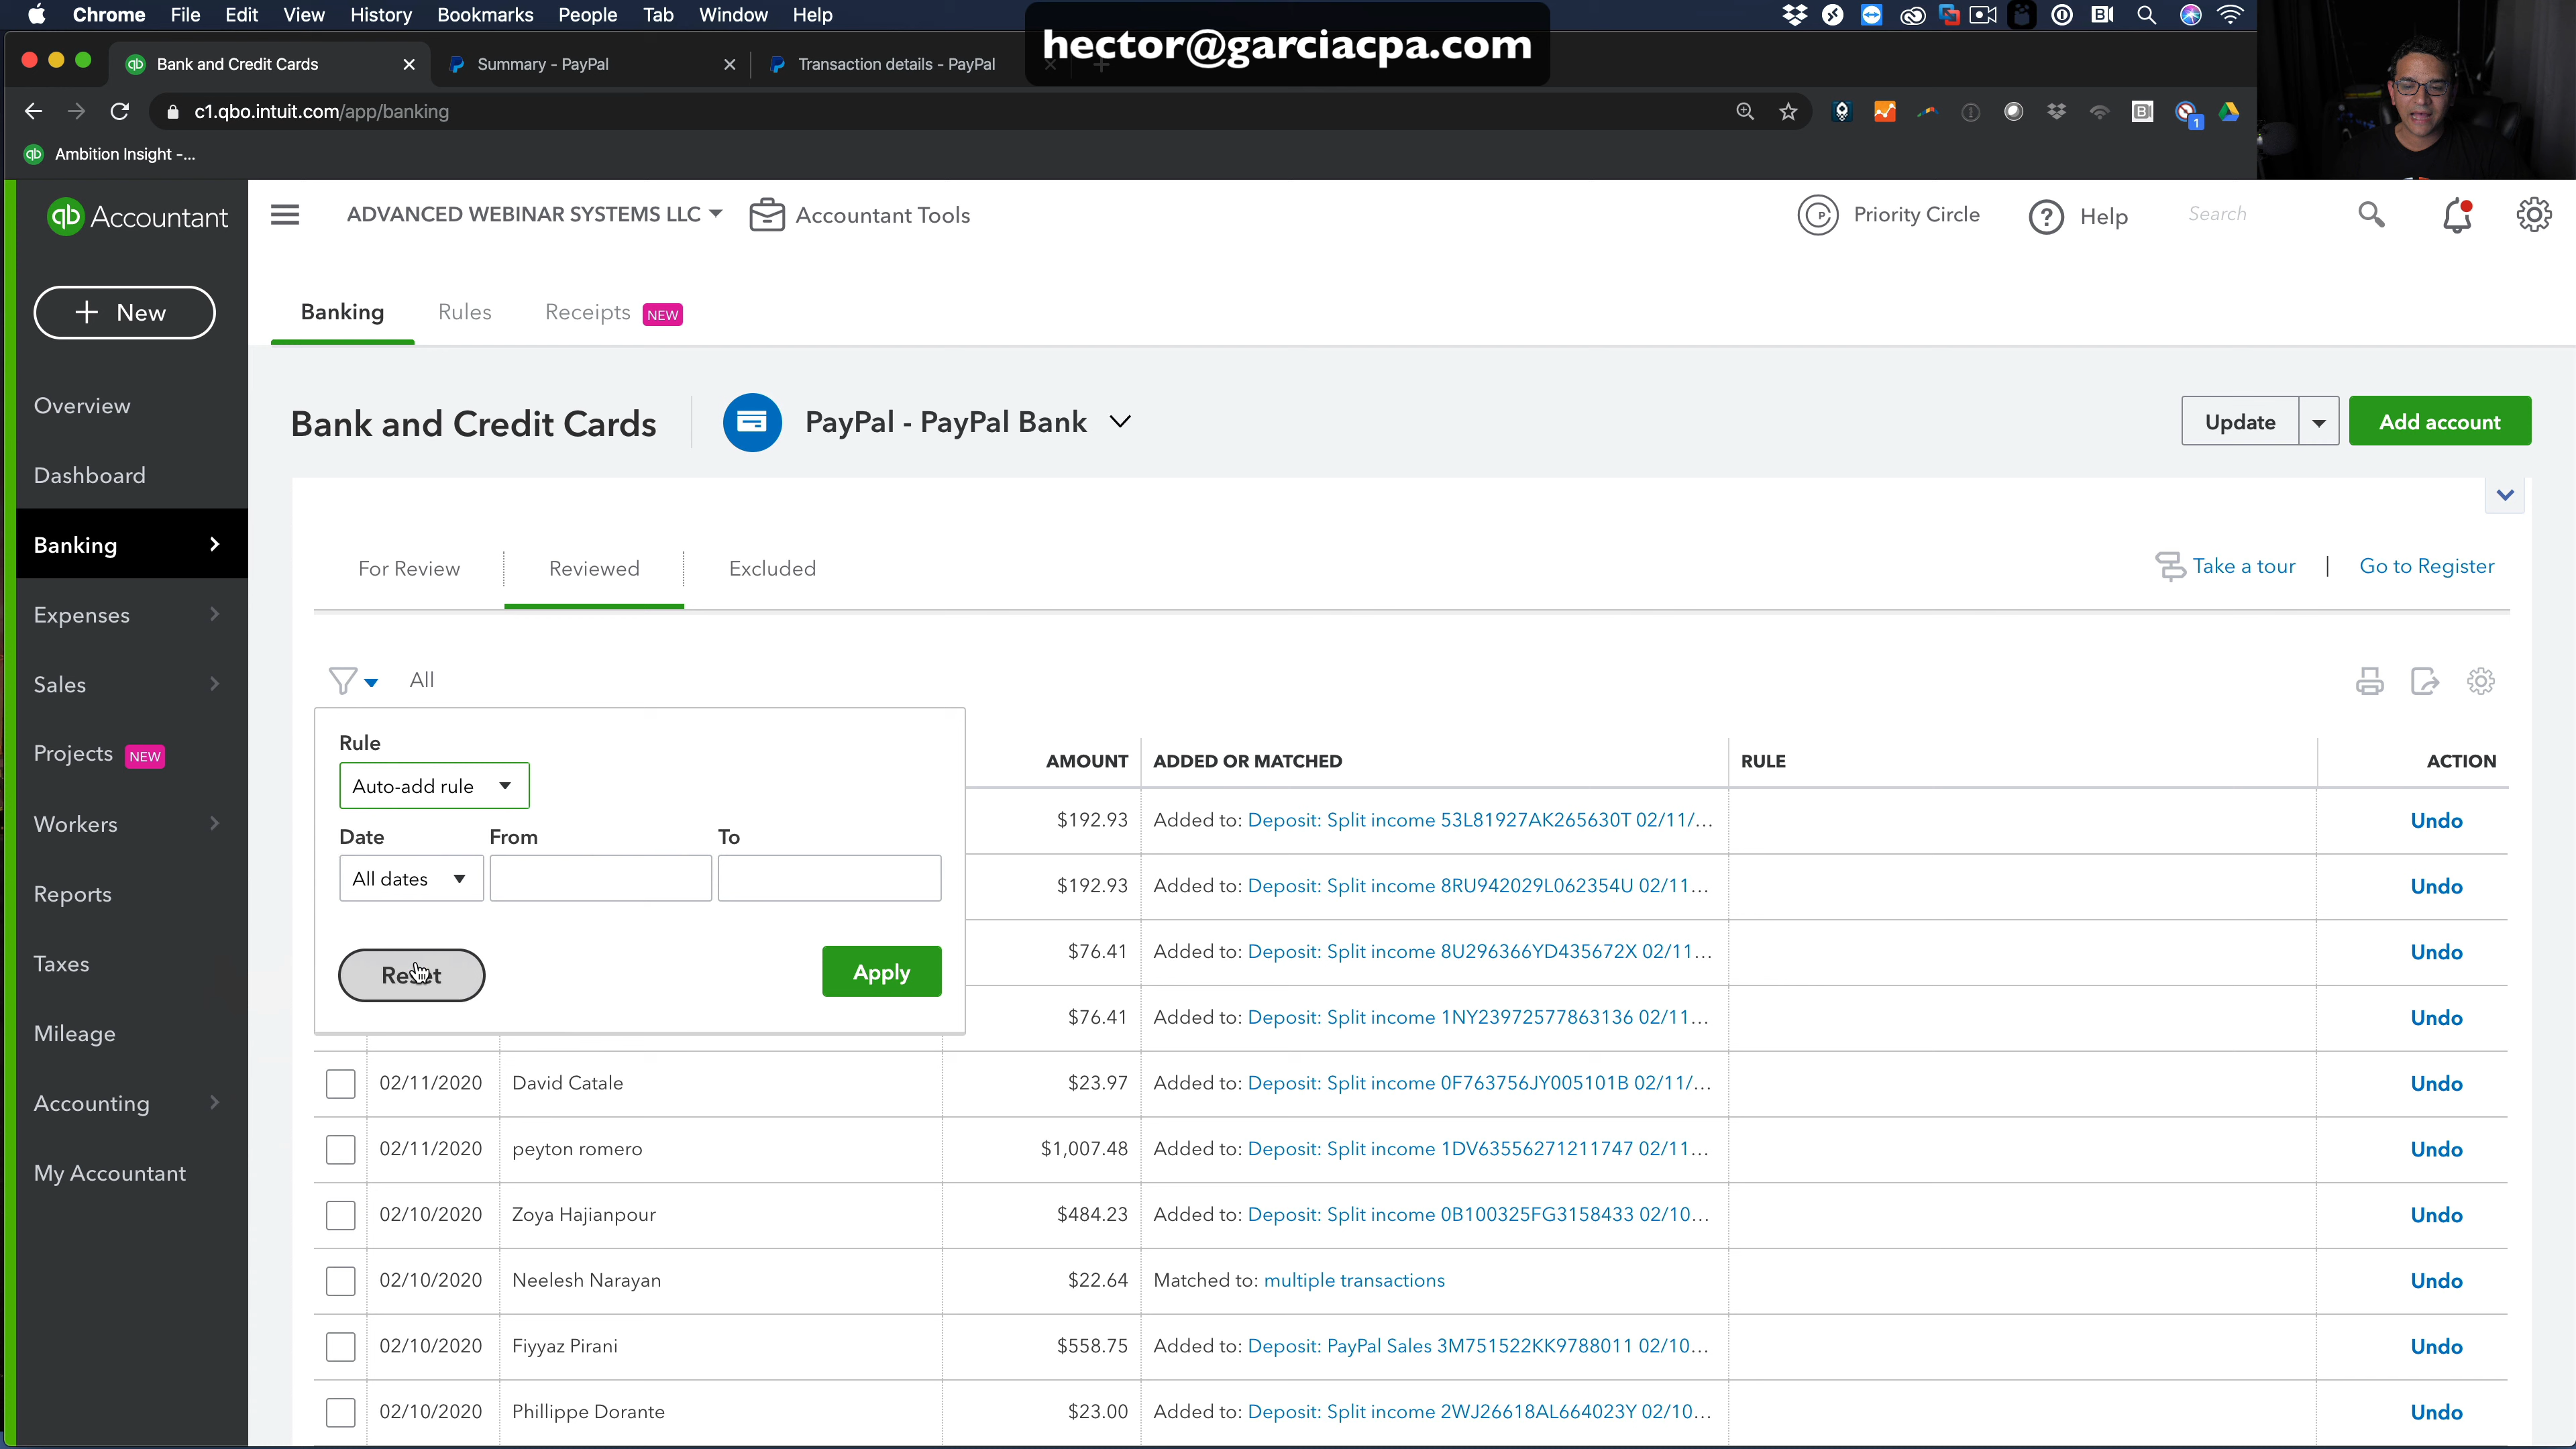 Chrome File Edit View History Bookmarks People Tab Window Help
hector@garciacpa.com
Bank and Credit Cards
Summary - PayPal
Transaction details - PayPal
c1.qbo.intuit.com/app/banking
1
Ambition Insight -...
qb Accountant
ADVANCED WEBINAR SYSTEMS LLC
Accountant Tools
Priority Circle
Help
Search
+ New
Banking Rules Receipts NEW
Overview
Dashboard
Banking
Expenses
Sales
Projects NEW
Workers
Reports
Taxes
Mileage
Accounting
My Accountant
Bank and Credit Cards
PayPal - PayPal Bank
Update
Add account
For Review Reviewed Excluded
Take a tour | Go to Register
All
Rule
Auto-add rule
Date From To
All dates
Reset
Apply
AMOUNT ADDED OR MATCHED RULE ACTION
$192.93 Added to: Deposit: Split income 53L81927AK265630T 02/11/... Undo
$192.93 Added to: Deposit: Split income 8RU942029L062354U 02/11... Undo
$76.41 Added to: Deposit: Split income 8U296366YD435672X 02/11... Undo
$76.41 Added to: Deposit: Split income 1NY23972577863136 02/11... Undo
02/11/2020 David Catale $23.97 Added to: Deposit: Split income 0F763756JY005101B 02/11/... Undo
02/11/2020 peyton romero $1,007.48 Added to: Deposit: Split income 1DV63556271211747 02/11... Undo
02/10/2020 Zoya Hajianpour $484.23 Added to: Deposit: Split income 0B100325FG3158433 02/10... Undo
02/10/2020 Neelesh Narayan $22.64 Matched to: multiple transactions Undo
02/10/2020 Fiyyaz Pirani $558.75 Added to: Deposit: PayPal Sales 3M751522KK9788011 02/10... Undo
02/10/2020 Phillippe Dorante $23.00 Added to: Deposit: Split income 2WJ26618AL664023Y 02/10... Undo